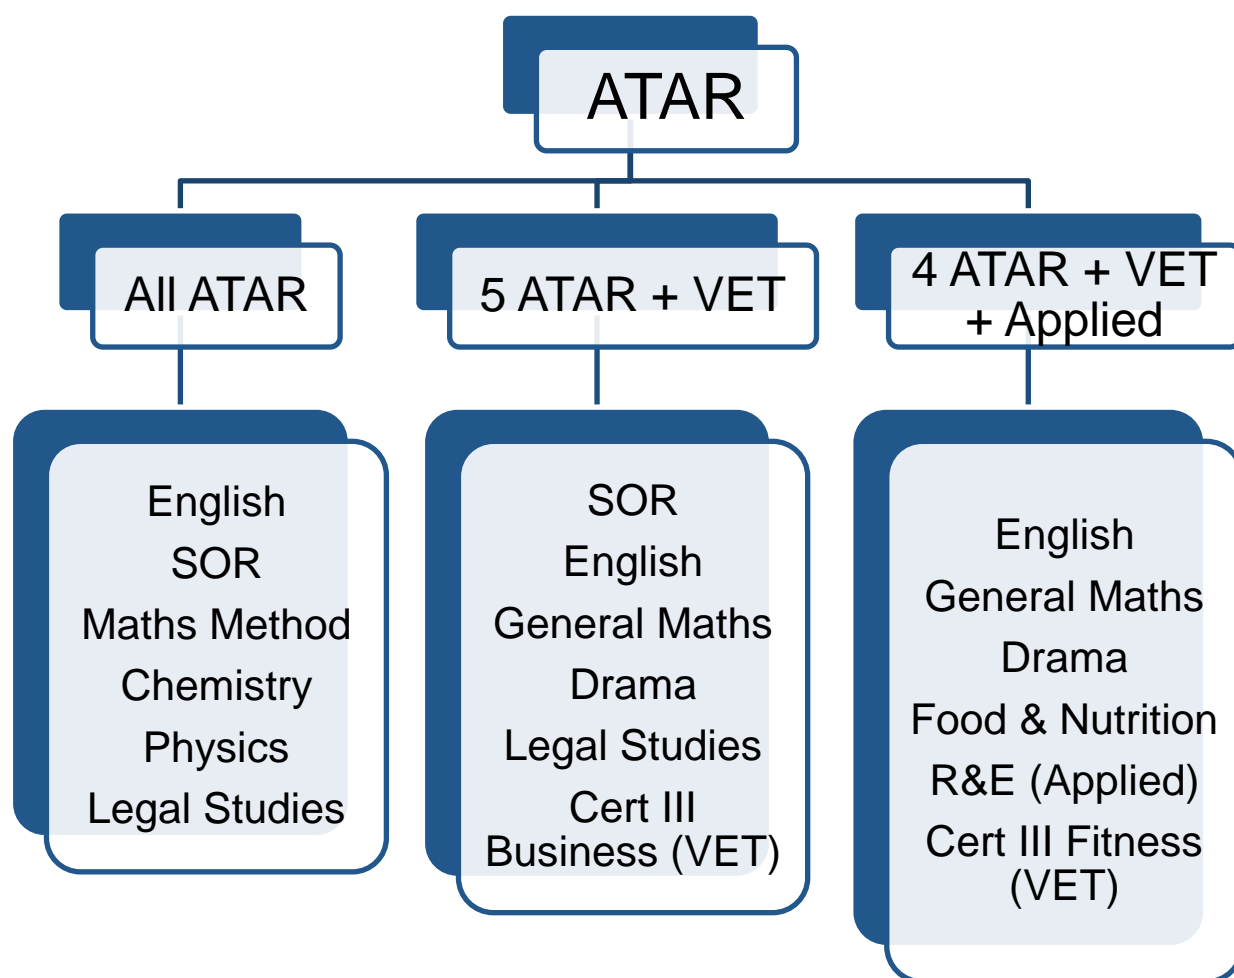 ATAR
All ATAR
5 ATAR + VET
4 ATAR + VET
+ Applied
English
SOR
Maths Method
Chemistry
Physics
Legal Studies
SOR
English
General Maths
Drama
Legal Studies
Cert III
Business (VET)
English
General Maths
Drama
Food & Nutrition
R&E (Applied)
Cert III Fitness
(VET)